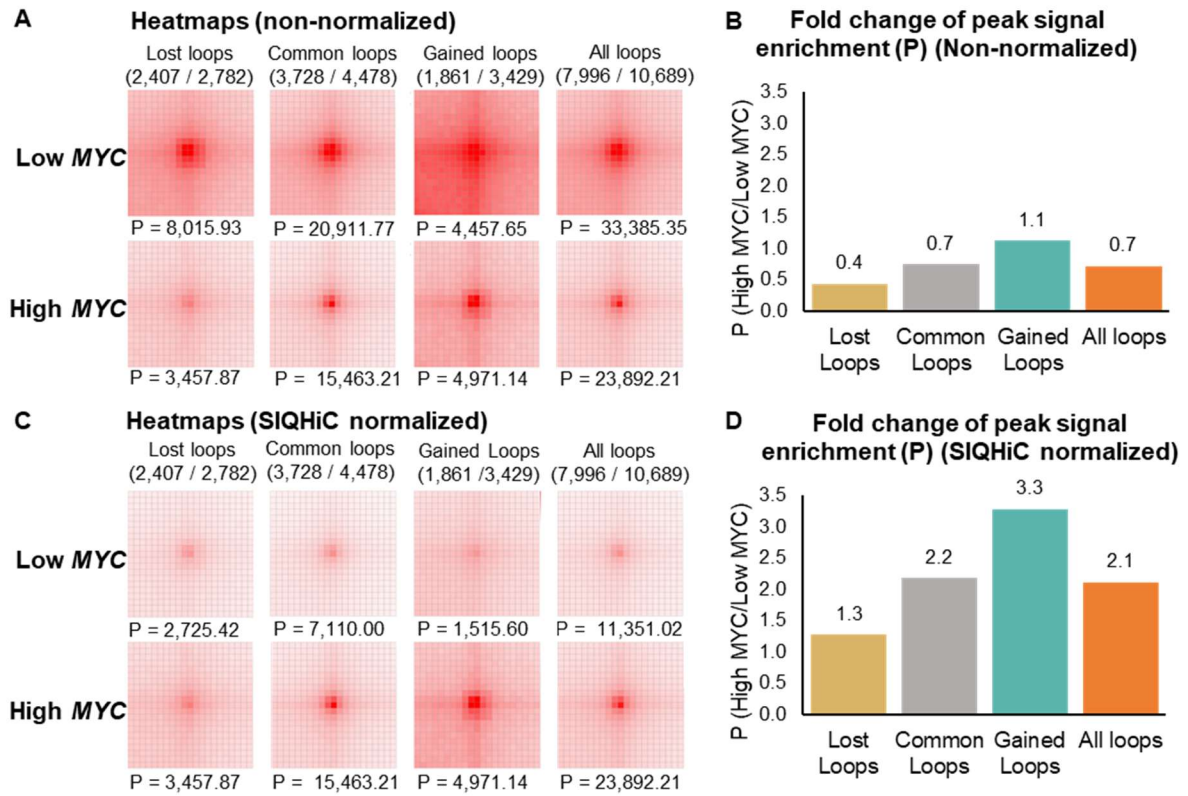 A
Heatmaps (non-normalized)
Lost loops Common loops Gained loops All loops
(2,407 / 2,782) (3,728 / 4,478) (1,861 / 3,429) (7,996 / 10,689)
Low MYC
P = 8,015.93 P = 20,911.77 P = 4,457.65 P = 33,385.35
High MYC
P = 3,457.87 P = 15,463.21 P = 4,971.14 P = 23,892.21
B
Fold change of peak signal
enrichment (P) (Non-normalized)
P (High MYC/Low MYC)
3.5
3.0
2.5
2.0
1.5
1.0
0.5
0.0
0.4 0.7 1.1 0.7
Lost Common Gained All loops
Loops Loops Loops
C
Heatmaps (SIQHiC normalized)
Lost loops Common loops Gained Loops All loops
(2,407 / 2,782) (3,728 / 4,478) (1,861 /3,429) (7,996 / 10,689)
Low MYC
P = 2,725.42 P = 7,110.00 P = 1,515.60 P = 11,351.02
High MYC
P = 3,457.87 P = 15,463.21 P = 4,971.14 P = 23,892.21
D
Fold change of peak signal
enrichment (P) (SIQHiC normalized)
P (High MYC/Low MYC)
3.5
3.0
2.5
2.0
1.5
1.0
0.5
0.0
1.3 2.2 3.3 2.1
Lost Common Gained All loops
Loops Loops Loops